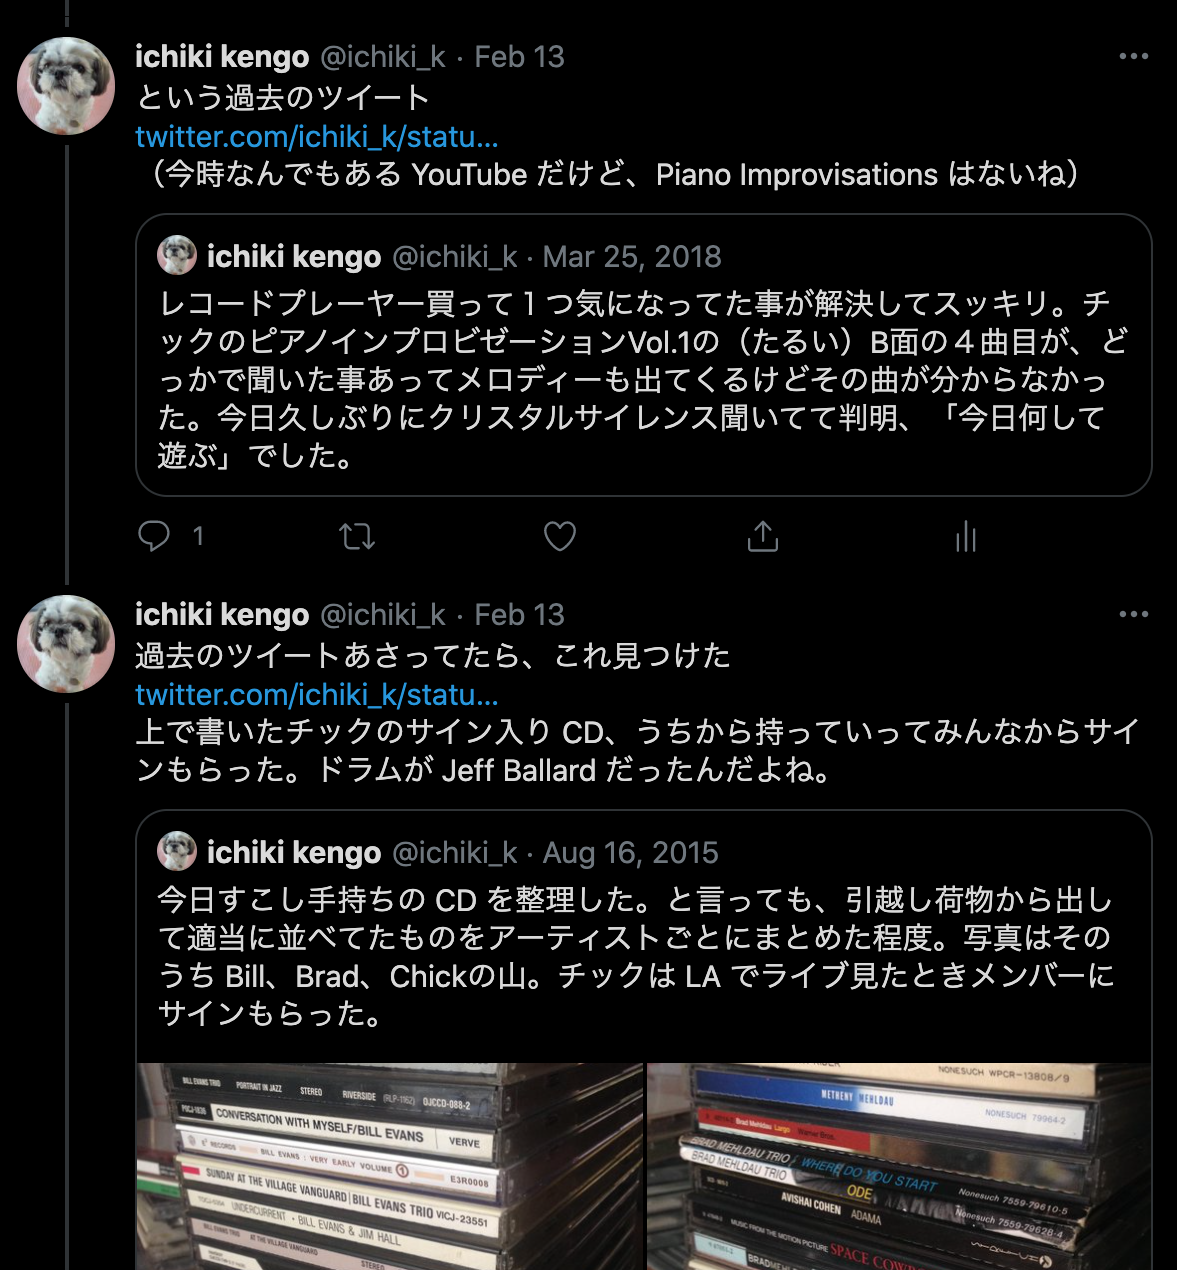 ichiki kengo @ichiki_k · Feb 13
という過去のツイート
twitter.com/ichiki_k/statu...
（今時なんでもある YouTube だけど、Piano Improvisations はないね）
ichiki kengo @ichiki_k · Mar 25, 2018
レコードプレーヤー買って１つ気になってた事が解決してスッキリ。チ
ックのピアノインプロビゼーションVol.1の（たるい）B面の４曲目が、ど
っかで聞いた事あってメロディーも出てくるけどその曲が分からなかっ
た。今日久しぶりにクリスタルサイレンス聞いてて判明、「今日何して
遊ぶ」でした。
1
ichiki kengo @ichiki_k · Feb 13
過去のツイートあさってたら、これ見つけた
twitter.com/ichiki_k/statu...
上で書いたチックのサイン入り CD、うちから持っていってみんなからサイ
ンもらった。ドラムが Jeff Ballard だったんだよね。
ichiki kengo @ichiki_k · Aug 16, 2015
今日すこし手持ちの CD を整理した。と言っても、引越し荷物から出し
て適当に並べてたものをアーティストごとにまとめた程度。写真はその
うち Bill、Brad、Chickの山。チックは LA でライブ見たときメンバーに
サインもらった。
BILL EVANS TRIO PORTRAIT IN JAZZ STEREO RIVERSIDE (RLP-1162) OJCCD-088-2
CONVERSATION WITH MYSELF/BILL EVANS VERVE
RECORDS BILL EVANS : VERY EARLY VOLUME 1 E3R0008
SUNDAY AT THE VILLAGE VANGUARD BILL EVANS TRIO VICJ-23551
UNDERCURRENT · BILL EVANS & JIM HALL
BILL EVANS TRIO AT THE VILLAGE VANGUARD
STEREO
NONESUCH WPCR-13808/9
METHENY MEHLDAU NONESUCH 79964-2
Brad Mehldau Largo Warner Bros.
BRAD MEHLDAU TRIO WHERE DO YOU START Nonesuch 7559-79610-5
BRAD MEHLDAU TRIO ODE Nonesuch 7559-79628-4
AVISHAI COHEN ADAMA
MUSIC FROM THE MOTION PICTURE SPACE COW